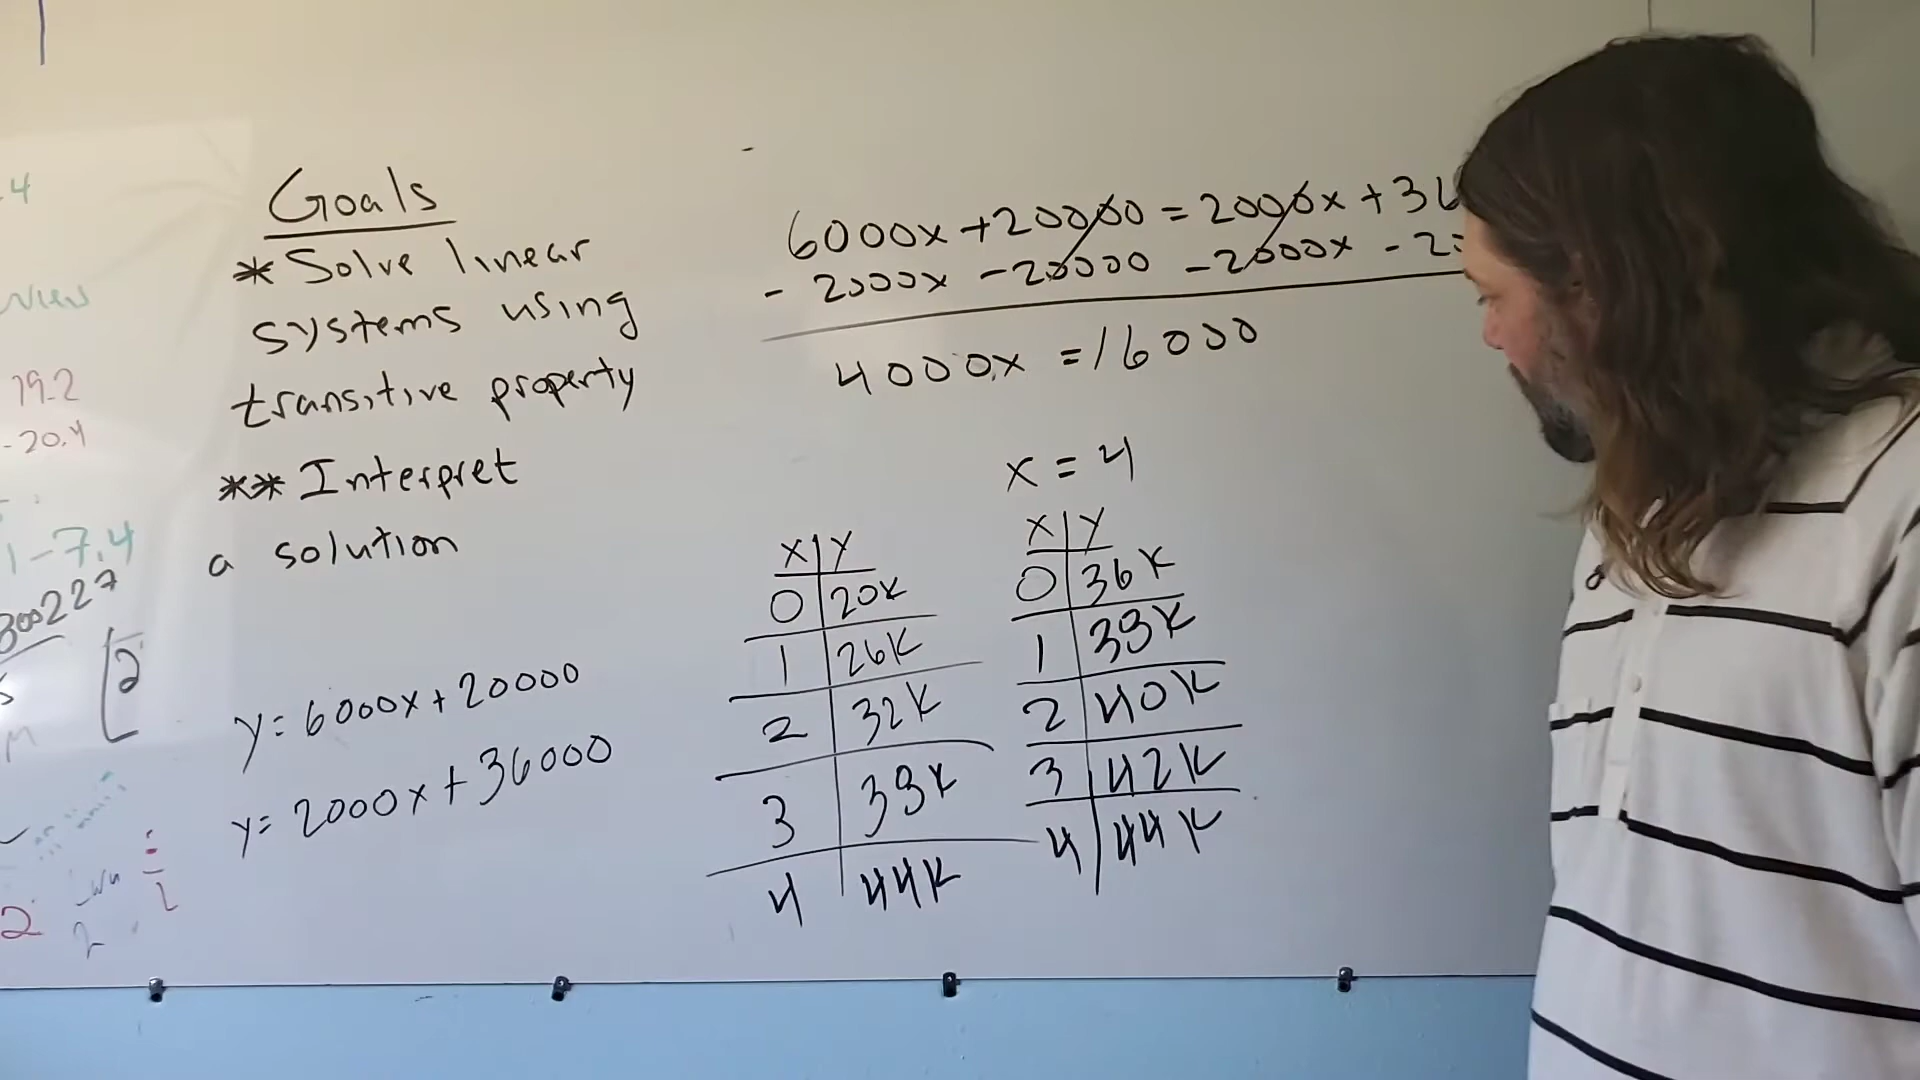 .4
79.2
-20.4
1-7.4
300227
[2
2
Goals
* Solve linear
systems using
transitive property
** Interpret
a solution
y = 6000x + 20000
y = 2000x + 36000
6000x + 20000 = 2000x + 36
- 2000x - 20000 - 2000x - 20
4000x = 16000
x = 4
x | y
0 | 20K
1 | 26K
2 | 32K
3 | 38K
4 | 44K
x | y
0 | 36K
1 | 38K
2 | 40K
3 | 42K
4 | 44K